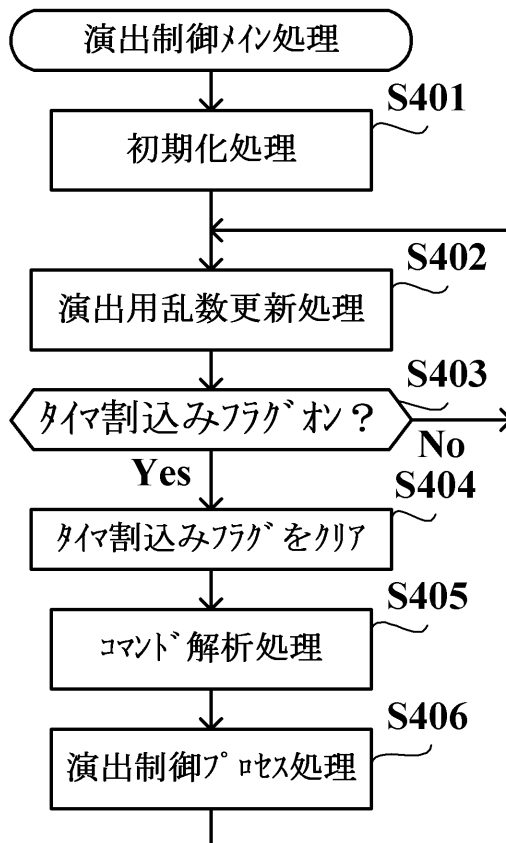 演出制御ﾒｲﾝ処理
S401
初期化処理
S402
演出用乱数更新処理
S403
ﾀｲﾏ割込みﾌﾗｸﾞｵﾝ？
No
Yes
S404
ﾀｲﾏ割込みﾌﾗｸﾞをｸﾘｱ
S405
ｺﾏﾝﾄﾞ解析処理
S406
演出制御ﾌﾟﾛｾｽ処理